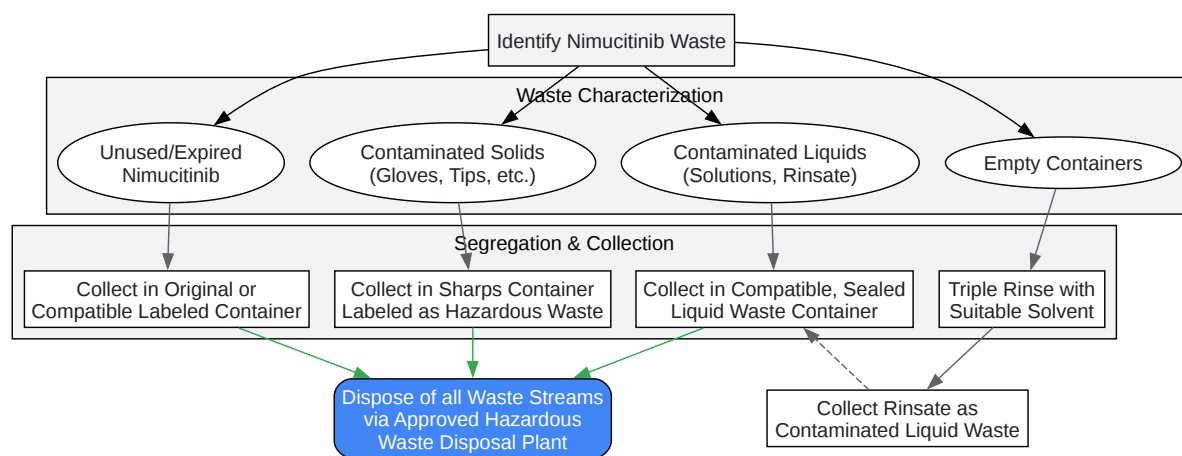 Identify Nimucitinib Waste
Waste Characterization
Unused/Expired
Nimucitinib
Contaminated Solids
(Gloves, Tips, etc.)
Contaminated Liquids
(Solutions, Rinsate)
Empty Containers
Segregation & Collection
Collect in Original or
Compatible Labeled Container
Collect in Sharps Container
Labeled as Hazardous Waste
Collect in Compatible, Sealed
Liquid Waste Container
Triple Rinse with
Suitable Solvent
Dispose of all Waste Streams
via Approved Hazardous
Waste Disposal Plant
Collect Rinsate as
Contaminated Liquid Waste